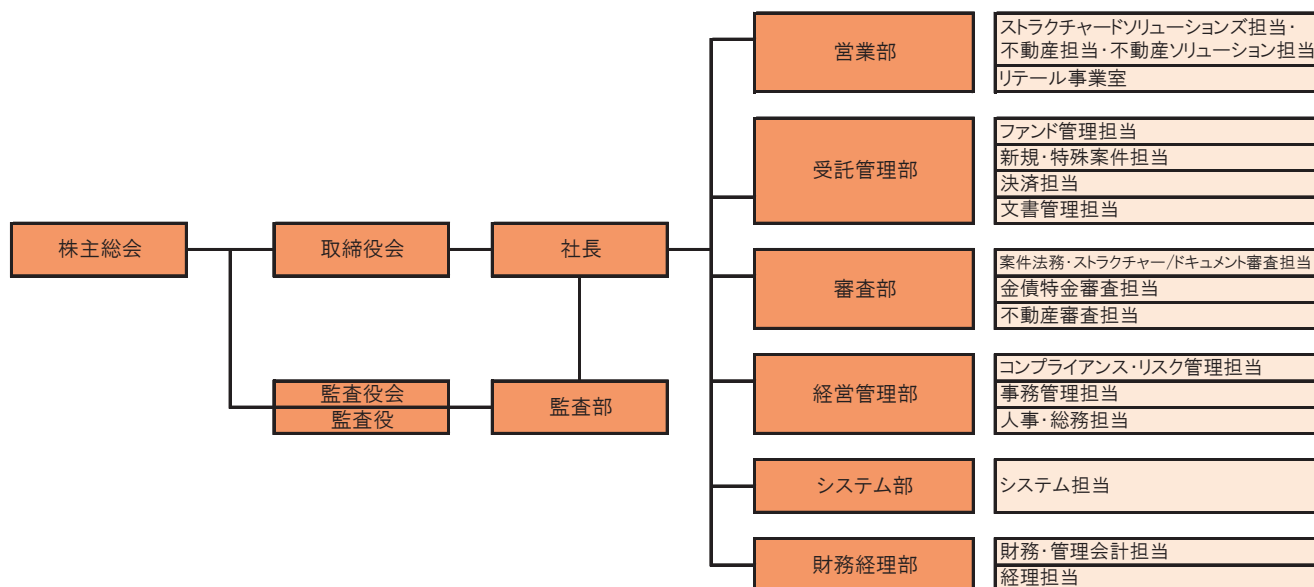 株主総会
取締役会
社長
監査役会
監査役
監査部
営業部
ストラクチャードソリューションズ担当・
不動産担当・不動産ソリューション担当
リテール事業室
受託管理部
ファンド管理担当
新規・特殊案件担当
決済担当
文書管理担当
審査部
案件法務・ストラクチャー/ドキュメント審査担当
金債特金審査担当
不動産審査担当
経営管理部
コンプライアンス・リスク管理担当
事務管理担当
人事・総務担当
システム部
システム担当
財務経理部
財務・管理会計担当
経理担当